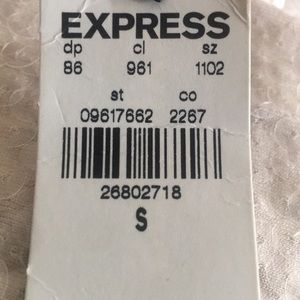 EXPRESS
dp cl sz
86 961 1102
st co
09617662 2267
26802718
S